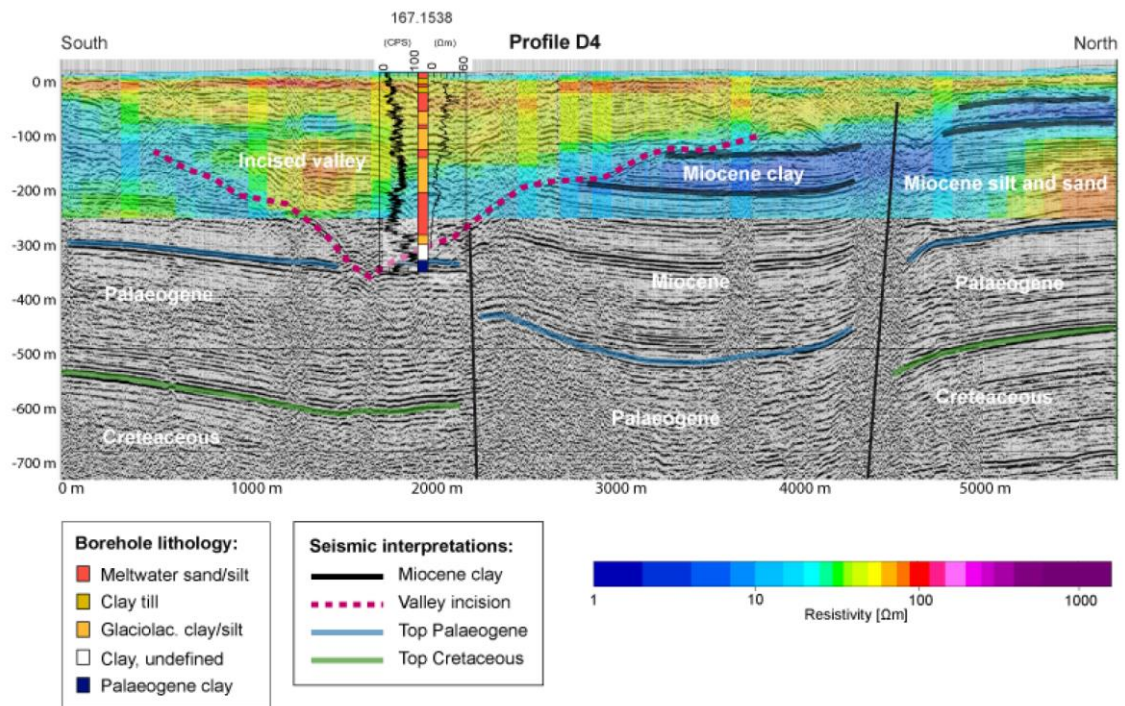 167.1538
South
(CPS)
(Ωm)
Profile D4
North
0
100
0
60
0 m
-100 m
-200 m
-300 m
-400 m
-500 m
-600 m
-700 m
Incised valley
Miocene clay
Miocene silt and sand
Palaeogene
Miocene
Palaeogene
Creteaceous
Palaeogene
Creteaceous
0 m
1000 m
2000 m
3000 m
4000 m
5000 m
Borehole lithology:
Meltwater sand/silt
Clay till
Glaciolac. clay/silt
Clay, undefined
Palaeogene clay
Seismic interpretations:
Miocene clay
Valley incision
Top Palaeogene
Top Cretaceous
1
10
100
1000
Resistivity [Ωm]